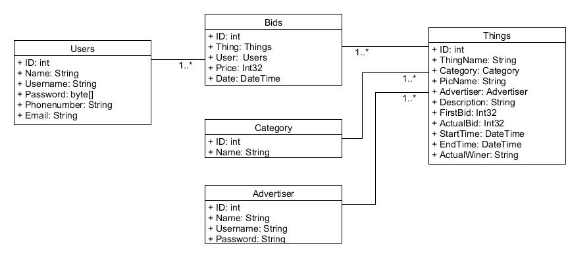 Users
+ ID: int
+ Name: String
+ Username: String
+ Password: byte[]
+ Phonenumber: String
+ Email: String
1..*
Bids
+ ID: int
+ Thing: Things
+ User: Users
+ Price: Int32
+ Date: DateTime
1..*
Category
+ ID: int
+ Name: String
1..*
Advertiser
+ ID: int
+ Name: String
+ Username: String
+ Password: String
1..*
Things
+ ID: int
+ ThingName: String
+ Category: Category
+ PicName: String
+ Advertiser: Advertiser
+ Description: String
+ FirstBid: Int32
+ ActualBid: Int32
+ StartTime: DateTime
+ EndTime: DateTime
+ ActualWiner: String